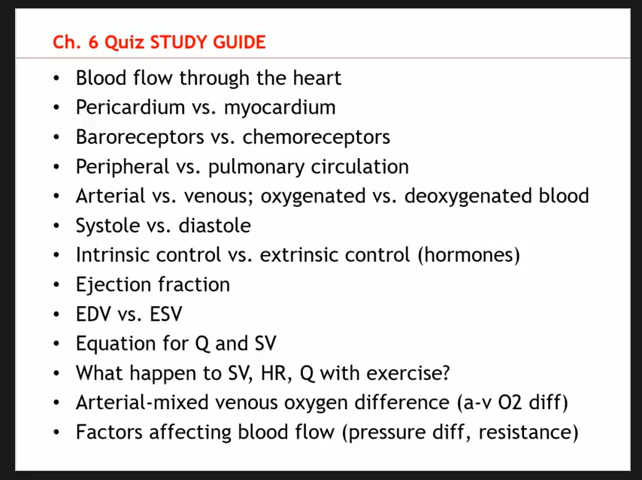 Ch. 6 Quiz STUDY GUIDE
• Blood flow through the heart
• Pericardium vs. myocardium
• Baroreceptors vs. chemoreceptors
• Peripheral vs. pulmonary circulation
• Arterial vs. venous; oxygenated vs. deoxygenated blood
• Systole vs. diastole
• Intrinsic control vs. extrinsic control (hormones)
• Ejection fraction
• EDV vs. ESV
• Equation for Q and SV
• What happen to SV, HR, Q with exercise?
• Arterial-mixed venous oxygen difference (a-v O2 diff)
• Factors affecting blood flow (pressure diff, resistance)